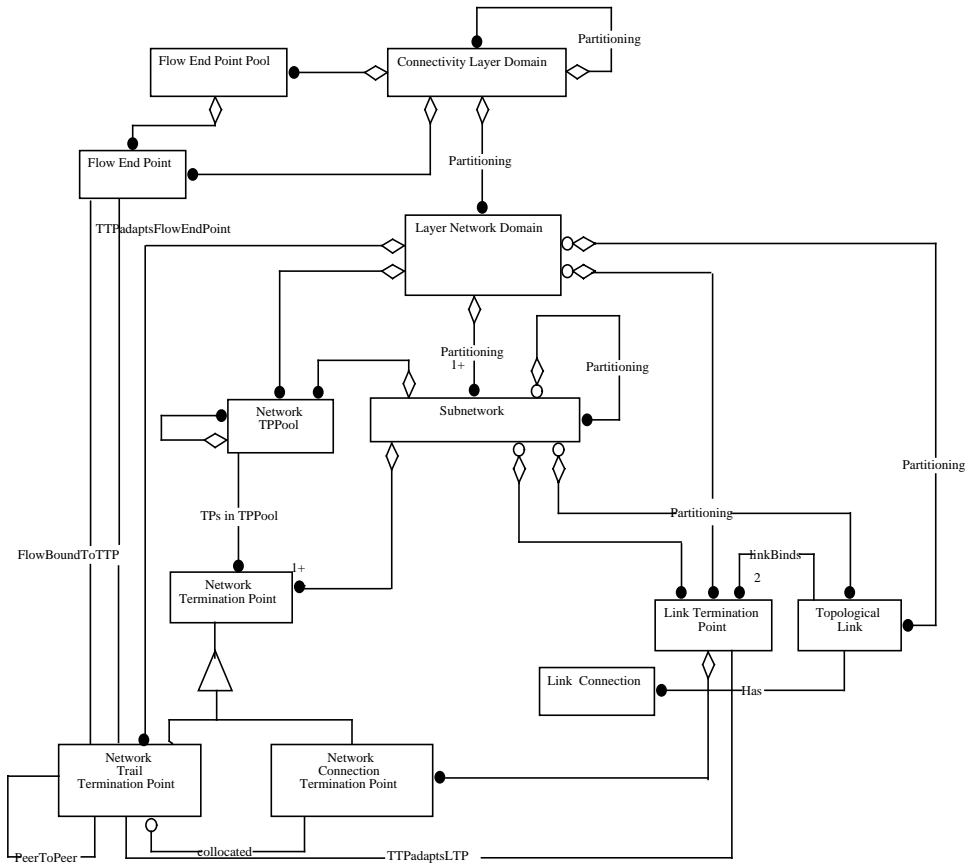 Partitioning
Flow End Point Pool
Connectivity Layer Domain
Flow End Point
Partitioning
TTPadaptsFlowEndPoint
Layer Network Domain
Partitioning
1+
Partitioning
Network
TPPool
Subnetwork
Partitioning
TPs in TPPool
Partitioning
FlowBoundToTTP
linkBinds
2
1+
Network
Termination Point
Link Termination
Point
Topological
Link
Link Connection
Has
Network
Trail
Termination Point
Network
Connection
Termination Point
PeerToPeer
collocated
TTPadaptsLTP